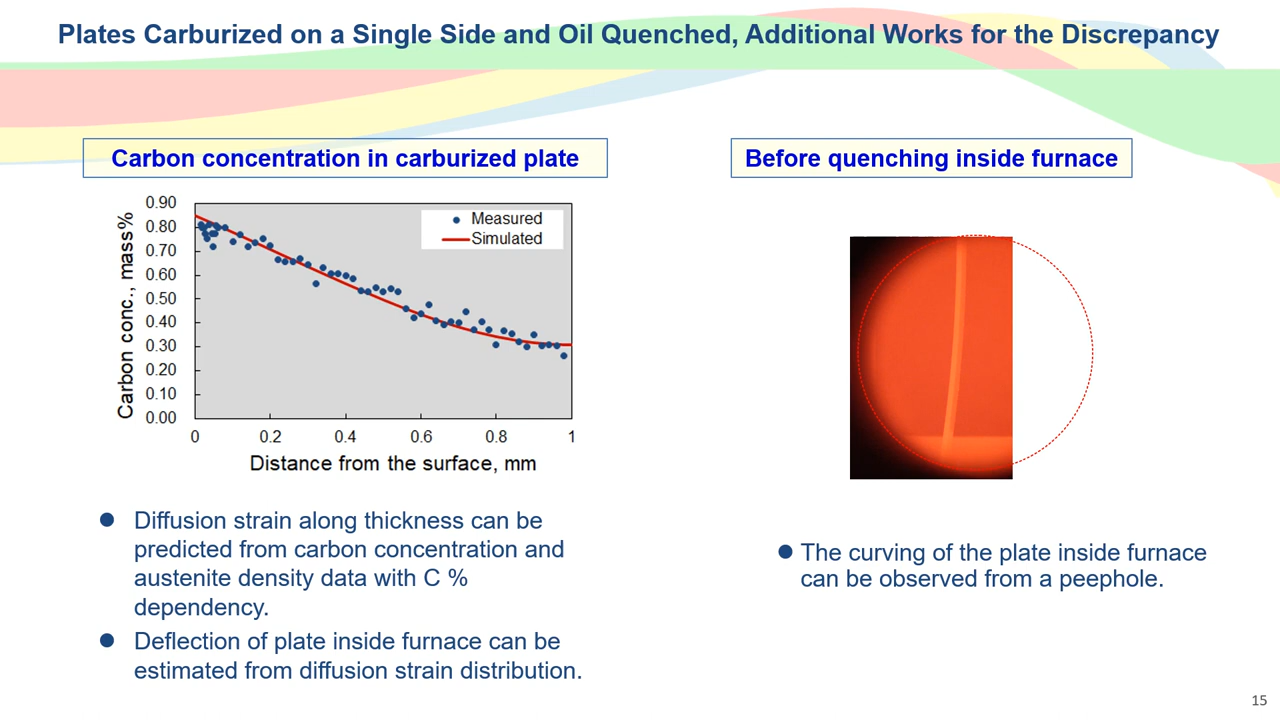 Plates Carburized on a Single Side and Oil Quenched, Additional Works for the Discrepancy
Carbon concentration in carburized plate
Carbon conc., mass%
0.90
0.80
0.70
0.60
0.50
0.40
0.30
0.20
0.10
0.00
Measured
Simulated
0
0.2
0.4
0.6
0.8
1
Distance from the surface, mm
● Diffusion strain along thickness can be
predicted from carbon concentration and
austenite density data with C %
dependency.
● Deflection of plate inside furnace can be
estimated from diffusion strain distribution.
Before quenching inside furnace
● The curving of the plate inside furnace
can be observed from a peephole.
15